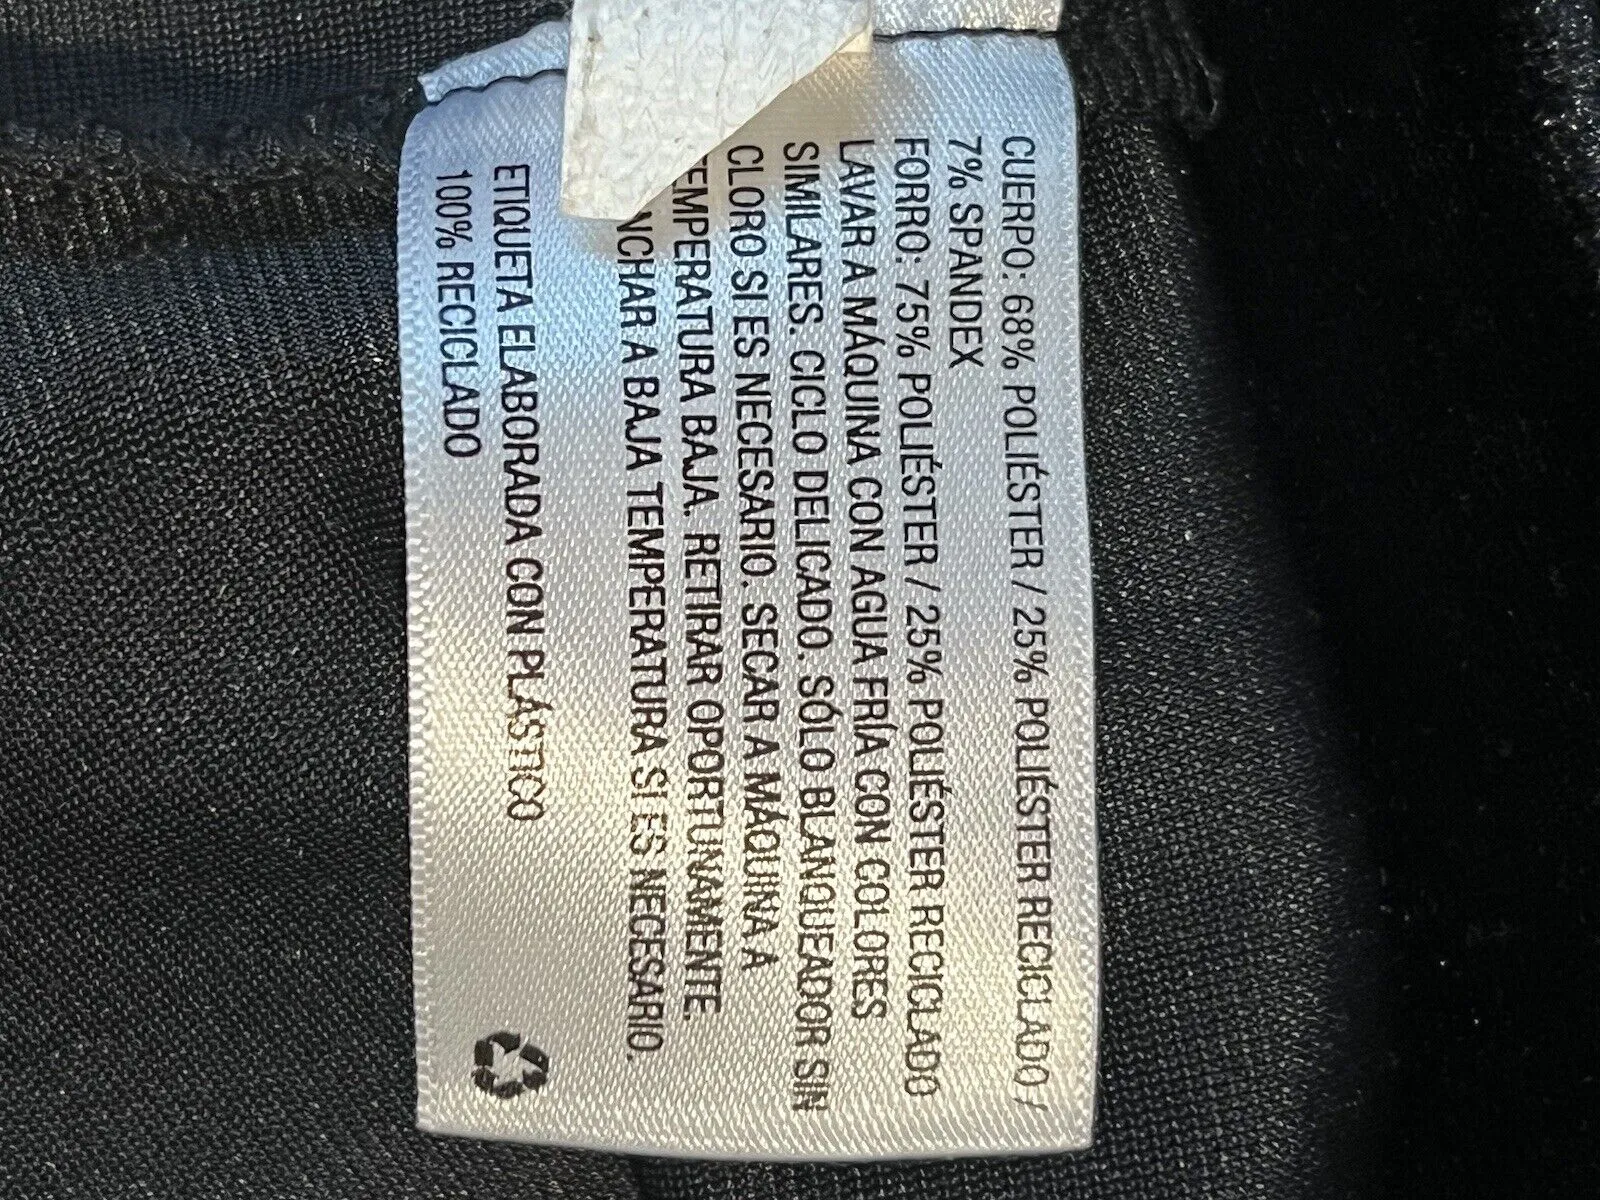 CUERPO: 68% POLIÉSTER / 25% POLIÉSTER RECICLADO /
7% SPANDEX
FORRO: 75% POLIÉSTER / 25% POLIÉSTER RECICLADO
LAVAR A MÁQUINA CON AGUA FRÍA CON COLORES
SIMILARES. CICLO DELICADO. SÓLO BLANQUEADOR SIN
CLORO SI ES NECESARIO. SECAR A MÁQUINA A
TEMPERATURA BAJA. RETIRAR OPORTUNAMENTE.
NCHAR A BAJA TEMPERATURA SI ES NECESARIO.
ETIQUETA ELABORADA CON PLÁSTICO
100% RECICLADO